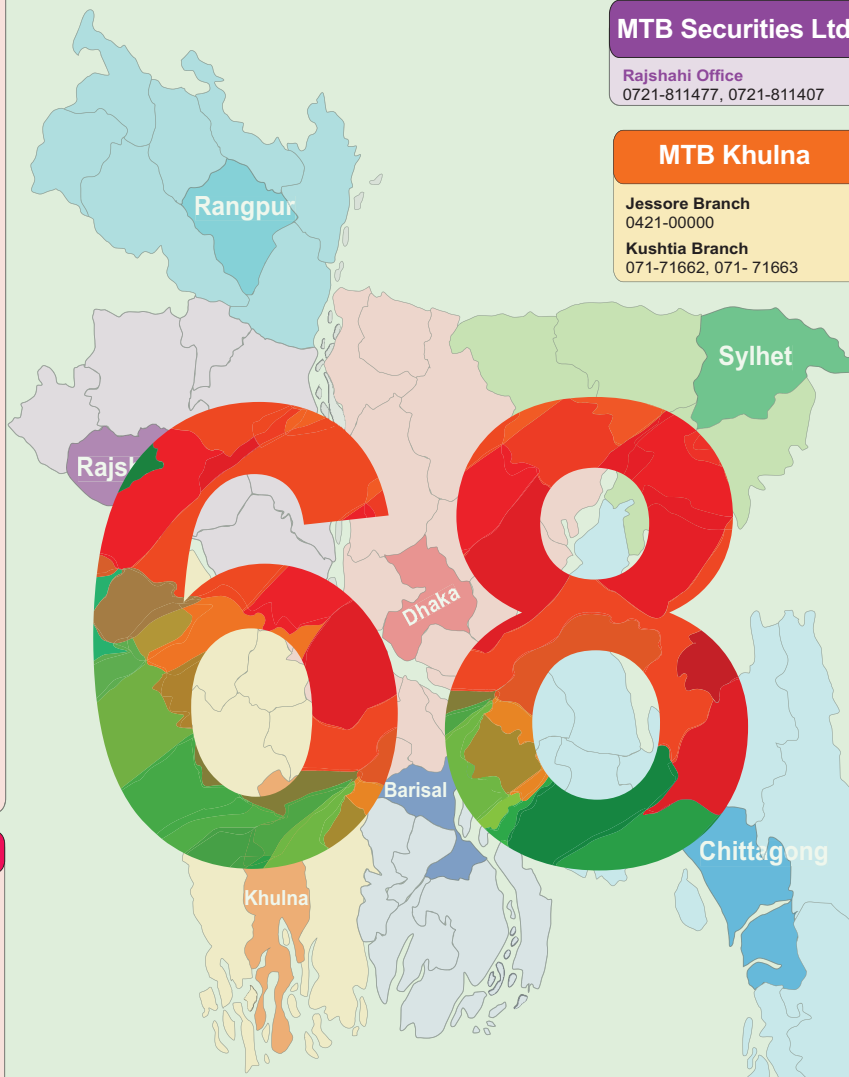 MTB Securities Ltd
Rajshahi Office
0721-811477, 0721-811407
MTB Khulna
Jessore Branch
0421-00000
Kushtia Branch
071-71662, 071- 71663
Rangpur
Sylhet
Rajsh
68
Dhaka
Barisal
Chittagong
Khulna